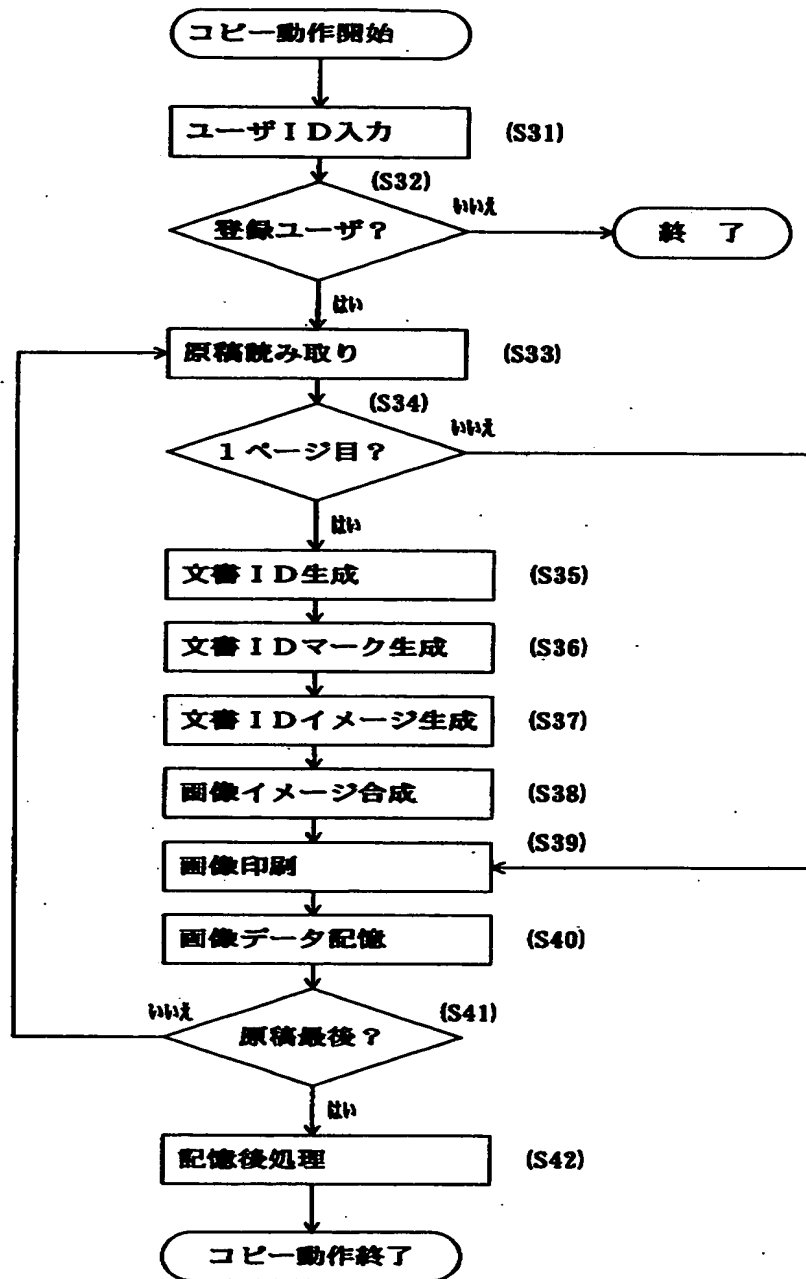 コピー動作開始
ユーザID入力 (S31)
(S32)
登録ユーザ？ いいえ 終 了
はい
原稿読み取り (S33)
(S34)
1ページ目？ いいえ
はい
文書ID生成 (S35)
文書IDマーク生成 (S36)
文書IDイメージ生成 (S37)
画像イメージ合成 (S38)
(S39)
画像印刷
画像データ記憶 (S40)
いいえ (S41)
原稿最後？
はい
記憶後処理 (S42)
コピー動作終了